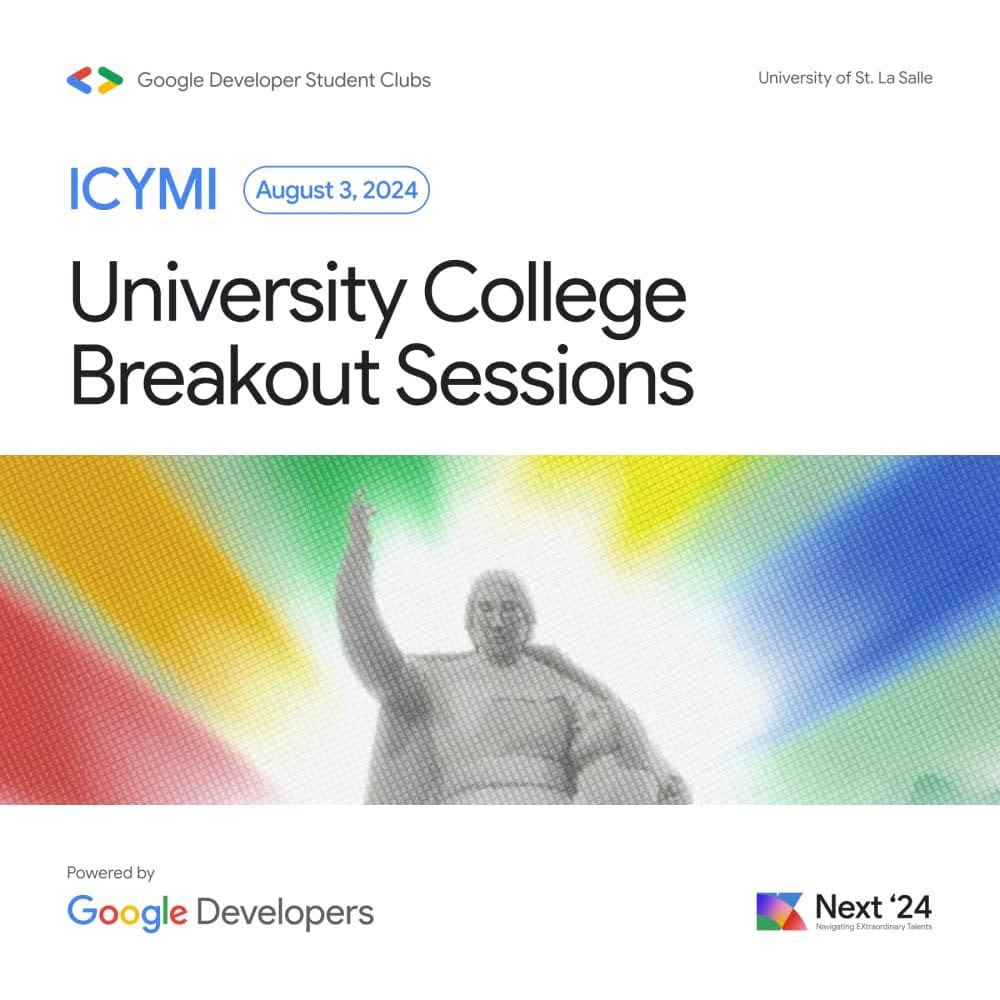 Google Developer Student Clubs
University of St. La Salle
ICYMI
August 3, 2024
University College
Breakout Sessions
Powered by
Google Developers
Next ‘24
Navigating EXtraordinary Talents